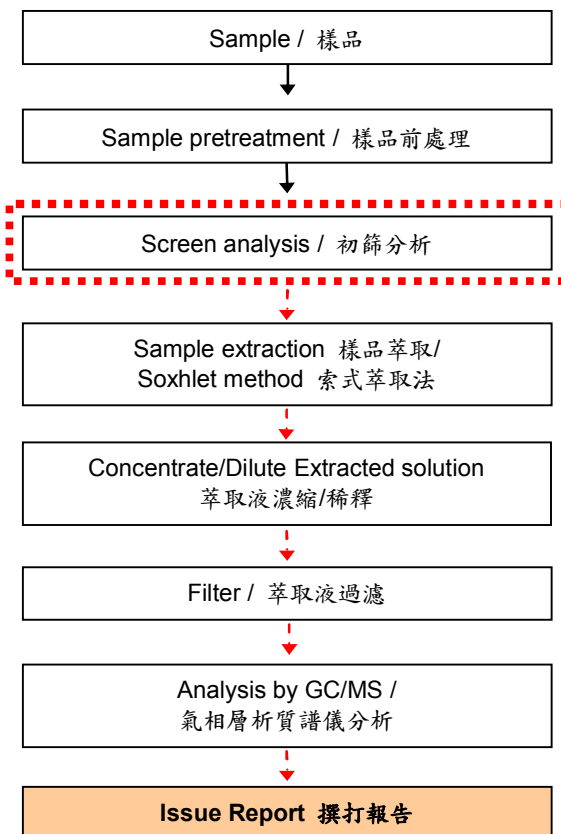 Sample / 樣品
Sample pretreatment / 樣品前處理
Screen analysis / 初篩分析
Sample extraction 樣品萃取/
Soxhlet method 索式萃取法
Concentrate/Dilute Extracted solution
萃取液濃縮/稀釋
Filter / 萃取液過濾
Analysis by GC/MS /
氣相層析質譜儀分析
Issue Report 撰打報告